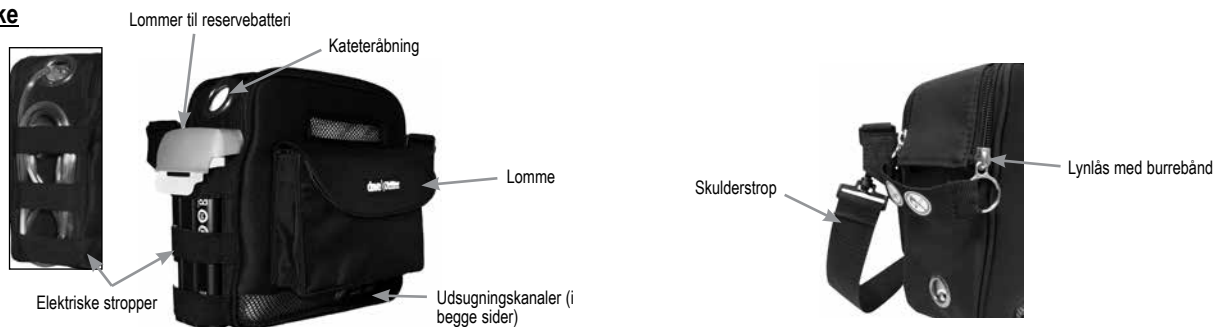 ke
Lommer til reservebatteri
Kateteråbning
Lomme
Elektriske stropper
Udsugningskanaler (i
begge sider)
Skulderstrop
Lynlås med burrebånd